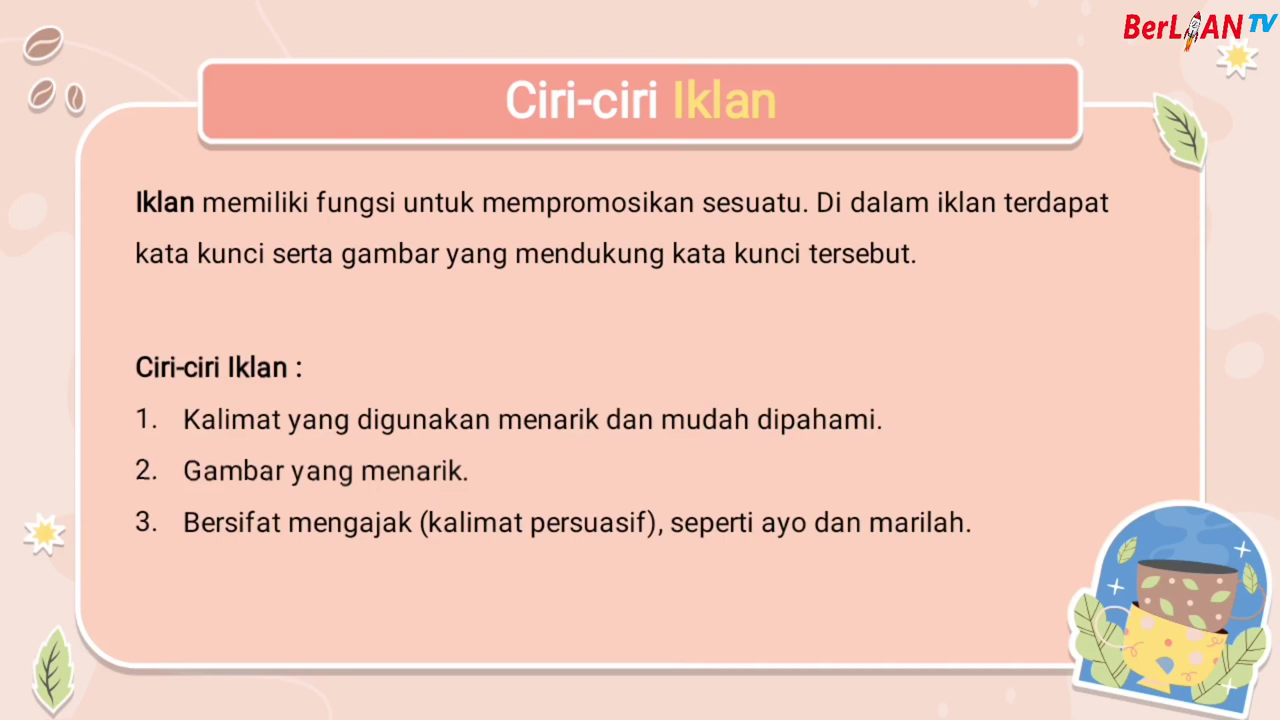 BerLIAN TV
Ciri-ciri Iklan
Iklan memiliki fungsi untuk mempromosikan sesuatu. Di dalam iklan terdapat
kata kunci serta gambar yang mendukung kata kunci tersebut.
Ciri-ciri Iklan :
1. Kalimat yang digunakan menarik dan mudah dipahami.
2. Gambar yang menarik.
3. Bersifat mengajak (kalimat persuasif), seperti ayo dan marilah.